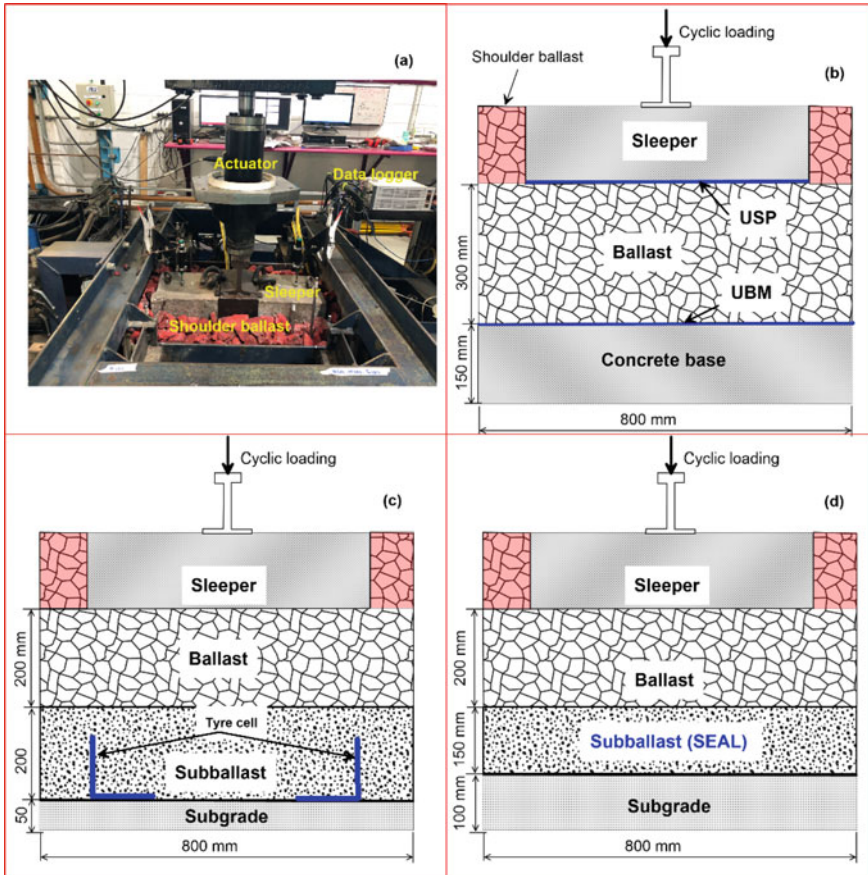 (a)
Actuator
Data logger
Sleeper
Shoulder ballast
Cyclic loading
Shoulder ballast
(b)
Sleeper
USP
300 mm
Ballast
UBM
150 mm
Concrete base
800 mm
Cyclic loading
(c)
Sleeper
200 mm
Ballast
Tyre cell
200
Subballast
50
Subgrade
800 mm
Cyclic loading
(d)
Sleeper
200 mm
Ballast
150 mm
Subballast (SEAL)
100 mm
Subgrade
800 mm